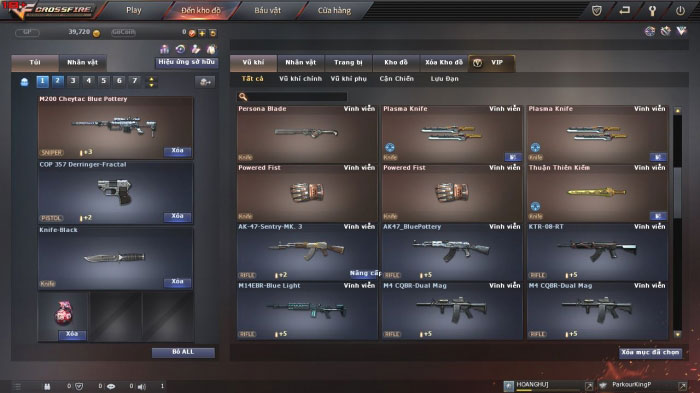 CROSSFIRE Play Đến kho đồ Báu vật Cửa hàng
GP 39,720 GoCoin 0
Hiệu ứng sở hữu
Túi Nhân vật
1 2 3 4 5 6 7
M200 Cheytac Blue Pottery
SNIPER +3 Xóa
COP 357 Derringer-Fractal
PISTOL +2 Xóa
Knife-Black
Knife Xóa
Xóa
Bỏ ALL
Vũ khí Nhân vật Trang bị Kho đồ Xóa Kho đồ VIP
Tất cả Vũ khí chính Vũ khí phụ Cận Chiến Lựu Đạn
Persona Blade Vĩnh viễn Plasma Knife Vĩnh viễn Plasma Knife Vĩnh viễn
Knife Knife Knife
Powered Fist Vĩnh viễn Powered Fist Vĩnh viễn Thuận Thiên Kiếm Vĩnh viễn
Knife Knife Knife
AK-47-Sentry-MK. 3 Vĩnh viễn AK47_BluePottery Vĩnh viễn KTR-08-RT Vĩnh viễn
RIFLE +2 Nâng cấp RIFLE +5 RIFLE +5
M14EBR-Blue Light Vĩnh viễn M4 CQBR-Dual Mag Vĩnh viễn M4 CQBR-Dual Mag Vĩnh viễn
RIFLE +5 RIFLE +5 RIFLE +5
Xóa mục đã chọn
0 0 0 1 HOANGHUJ ParkourKingP